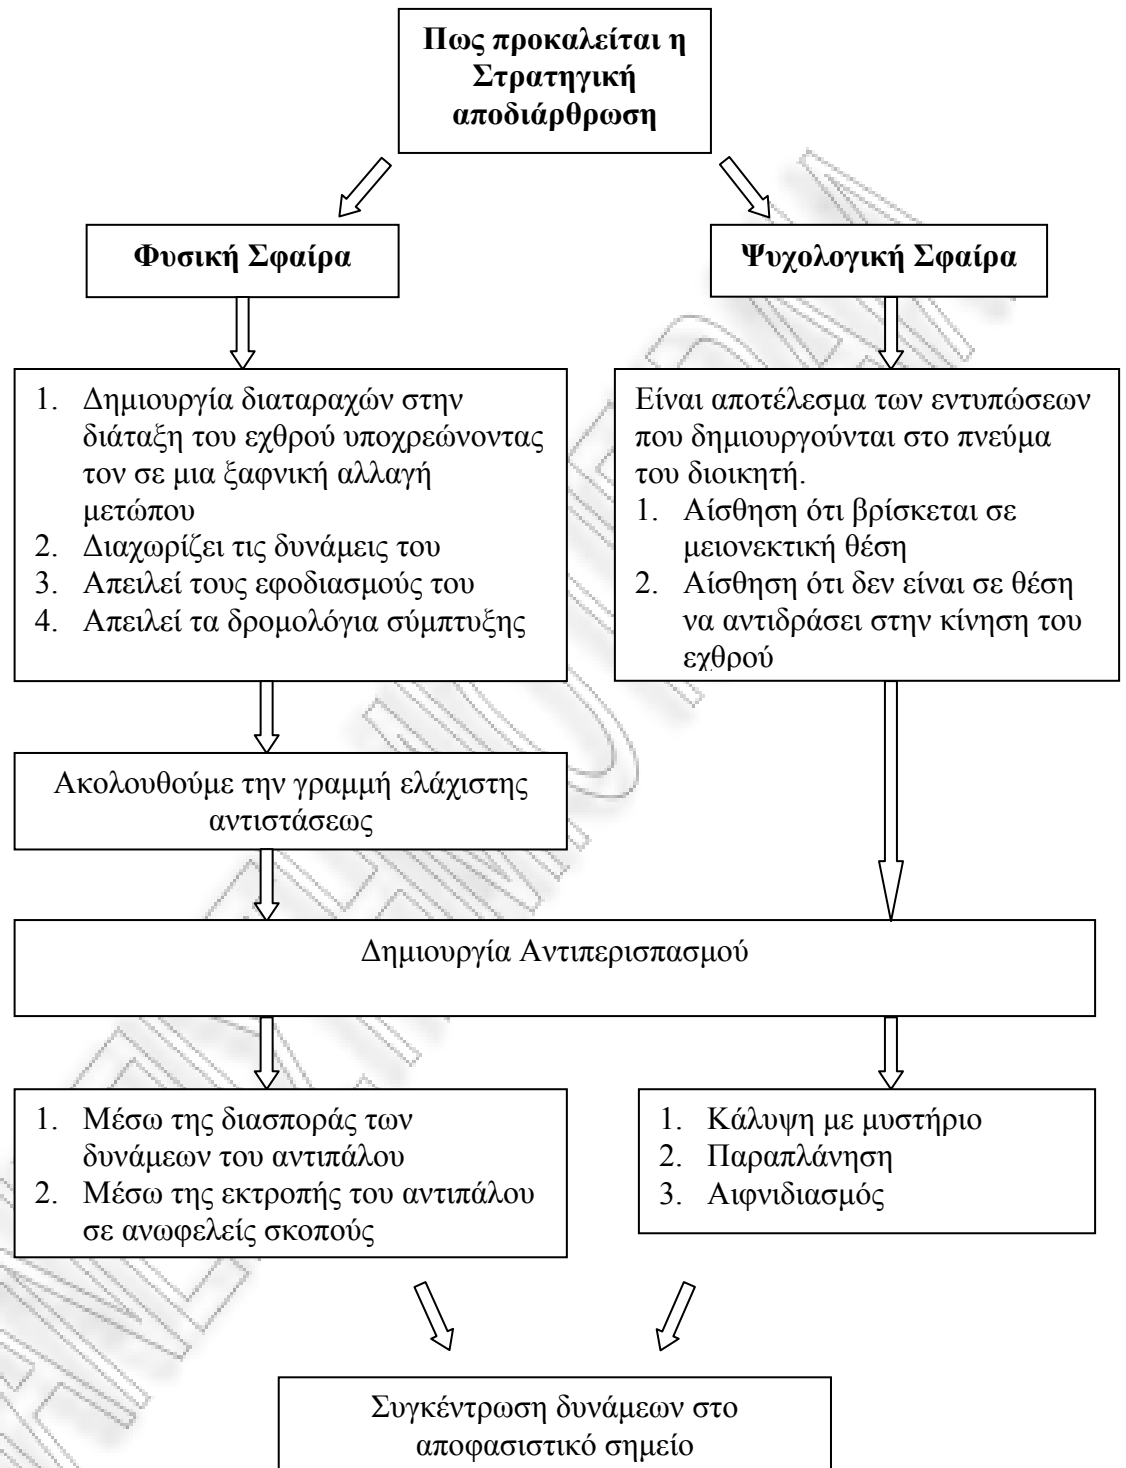 Πως προκαλείται η
Στρατηγική
αποδιάρθρωση
Φυσική Σφαίρα
Ψυχολογική Σφαίρα
1. Δημιουργία διαταραχών στην
διάταξη του εχθρού υποχρεώνοντας
τον σε μια ξαφνική αλλαγή
μετώπου
2. Διαχωρίζει τις δυνάμεις του
3. Απειλεί τους εφοδιασμούς του
4. Απειλεί τα δρομολόγια σύμπτυξης
Είναι αποτέλεσμα των εντυπώσεων
που δημιουργούνται στο πνεύμα
του διοικητή.
1. Αίσθηση ότι βρίσκεται σε
μειονεκτική θέση
2. Αίσθηση ότι δεν είναι σε θέση
να αντιδράσει στην κίνηση του
εχθρού
Ακολουθούμε την γραμμή ελάχιστης
αντιστάσεως
Δημιουργία Αντιπερισπασμού
1. Μέσω της διασποράς των
δυνάμεων του αντιπάλου
2. Μέσω της εκτροπής του αντιπάλου
σε ανωφελείς σκοπούς
1. Κάλυψη με μυστήριο
2. Παραπλάνηση
3. Αιφνιδιασμός
Συγκέντρωση δυνάμεων στο
αποφασιστικό σημείο